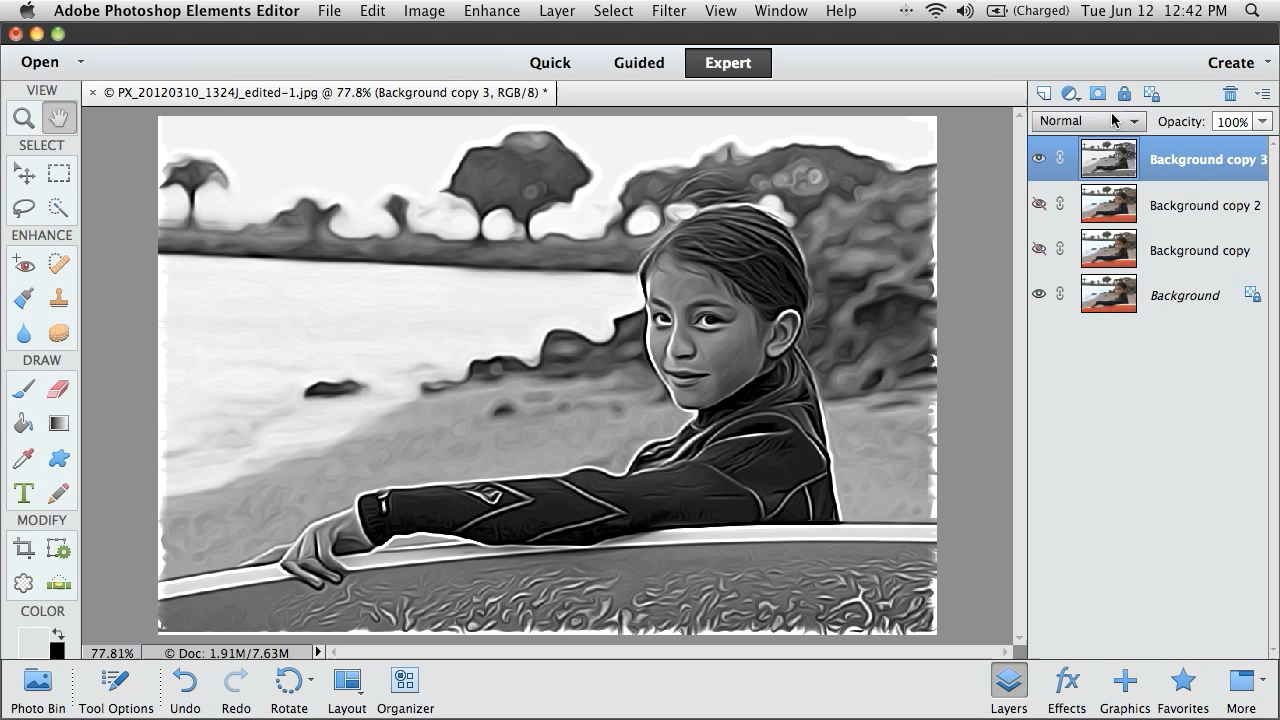 Adobe Photoshop Elements Editor File Edit Image Enhance Layer Select Filter View Window Help (Charged) Tue Jun 12 12:42 PM
Open Quick Guided Expert Create
VIEW × © PX_20120310_1324J_edited-1.jpg @ 77.8% (Background copy 3, RGB/8) *
Normal Opacity: 100%
SELECT
Background copy 3
Background copy 2
ENHANCE
Background copy
Background
DRAW
T
MODIFY
COLOR
77.81% © Doc: 1.91M/7.63M
fx
Photo Bin Tool Options Undo Redo Rotate Layout Organizer Layers Effects Graphics Favorites More